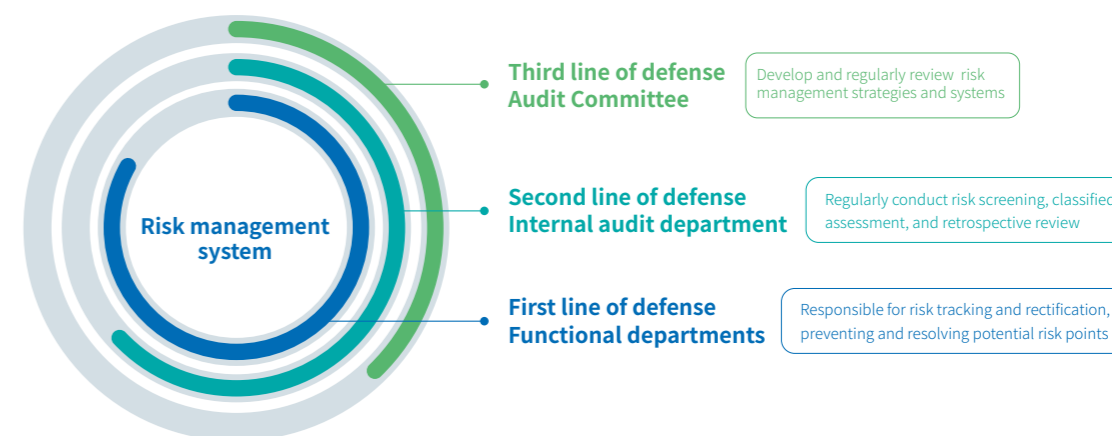 Third line of defense
Audit Committee
Develop and regularly review risk
management strategies and systems
Second line of defense
Internal audit department
Regularly conduct risk screening, classified
assessment, and retrospective review
Risk management
system
First line of defense
Functional departments
Responsible for risk tracking and rectification,
preventing and resolving potential risk points